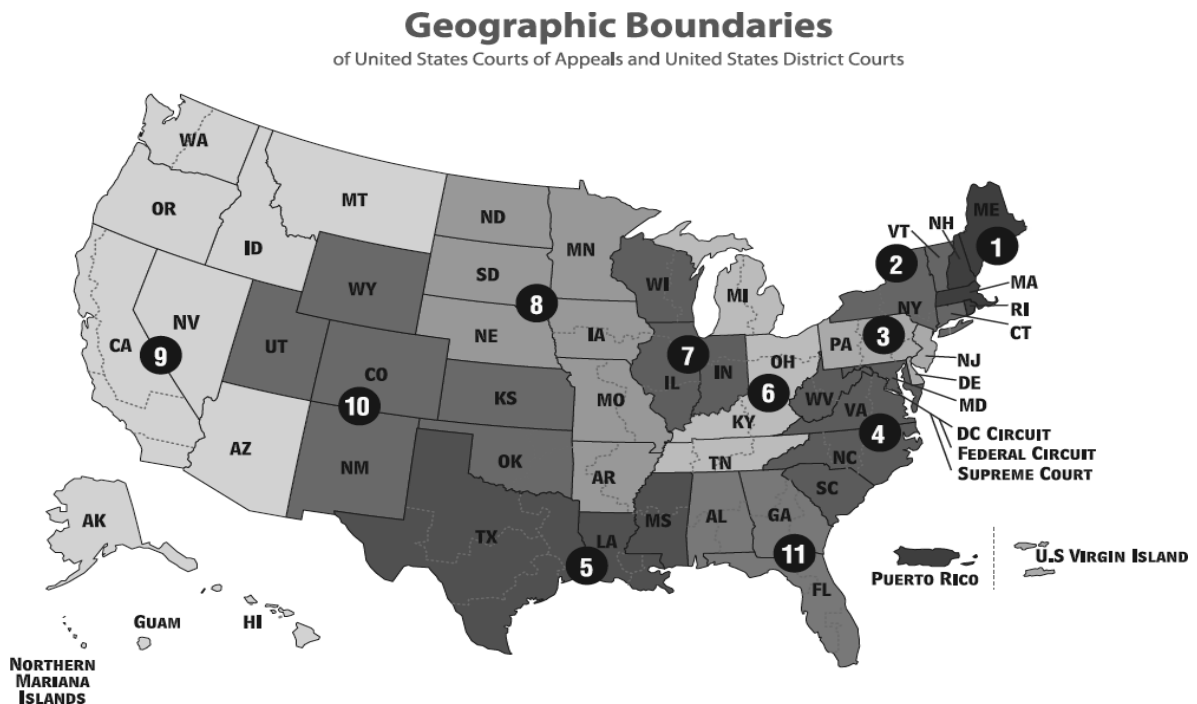 Geographic Boundaries
of United States Courts of Appeals and United States District Courts
WA
MT
ND
OR
MN
ID
SD
WI
MI
WY
NE
IA
NV
CA
UT
CO
KS
MO
IL
IN
OH
KY
TN
AZ
NM
OK
AR
TX
LA
MS
AL
GA
FL
SC
NC
VA
WV
PA
NY
VT
NH
ME
MA
RI
CT
NJ
DE
MD
DC CIRCUIT
FEDERAL CIRCUIT
SUPREME COURT
1
2
3
4
5
6
7
8
9
10
11
AK
HI
GUAM
NORTHERN
MARIANA
ISLANDS
PUERTO RICO
U.S VIRGIN ISLAND